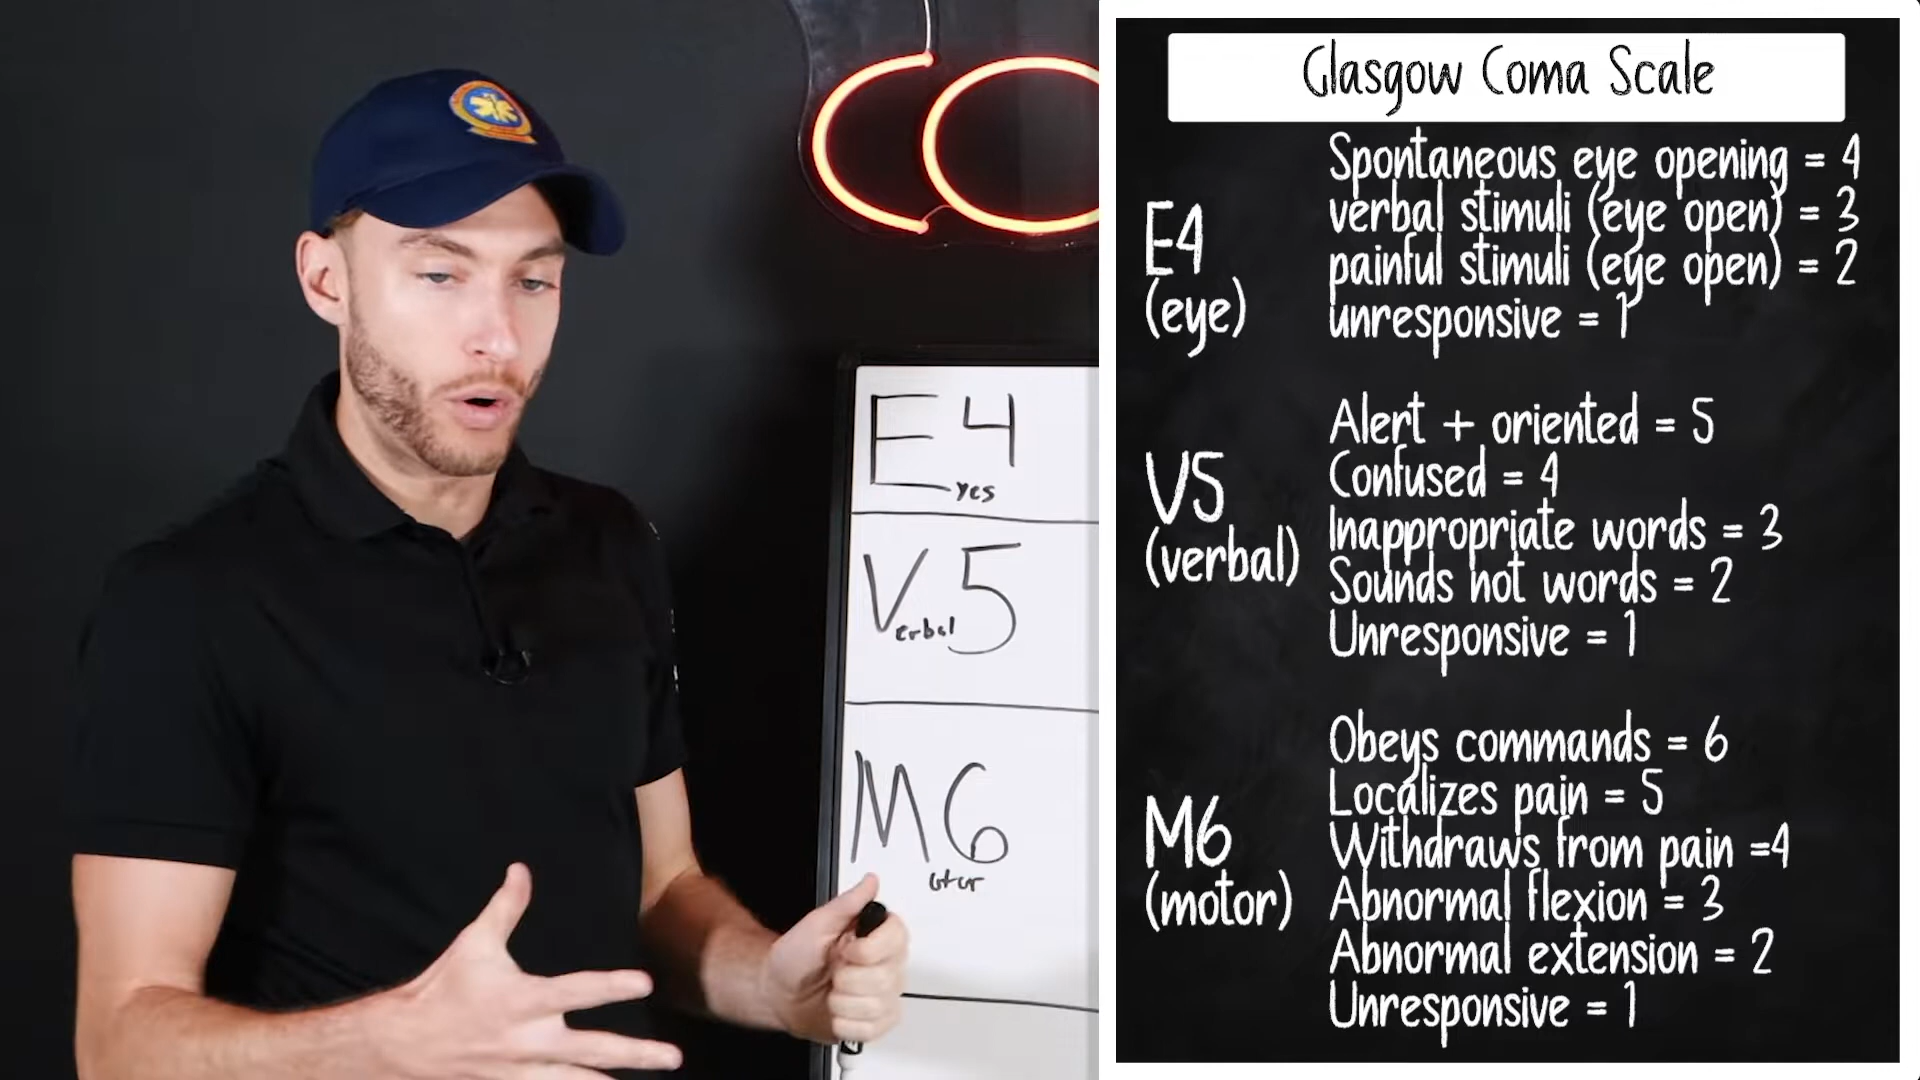 E4
yes
V5
erbal
M6
otor
Glasgow Coma Scale
E4
(eye)
Spontaneous eye opening = 4
verbal stimuli (eye open) = 3
painful stimuli (eye open) = 2
unresponsive = 1
V5
(verbal)
Alert + oriented = 5
Confused = 4
Inappropriate words = 3
Sounds not words = 2
Unresponsive = 1
M6
(motor)
Obeys commands = 6
Localizes pain = 5
Withdraws from pain =4
Abnormal flexion = 3
Abnormal extension = 2
Unresponsive = 1